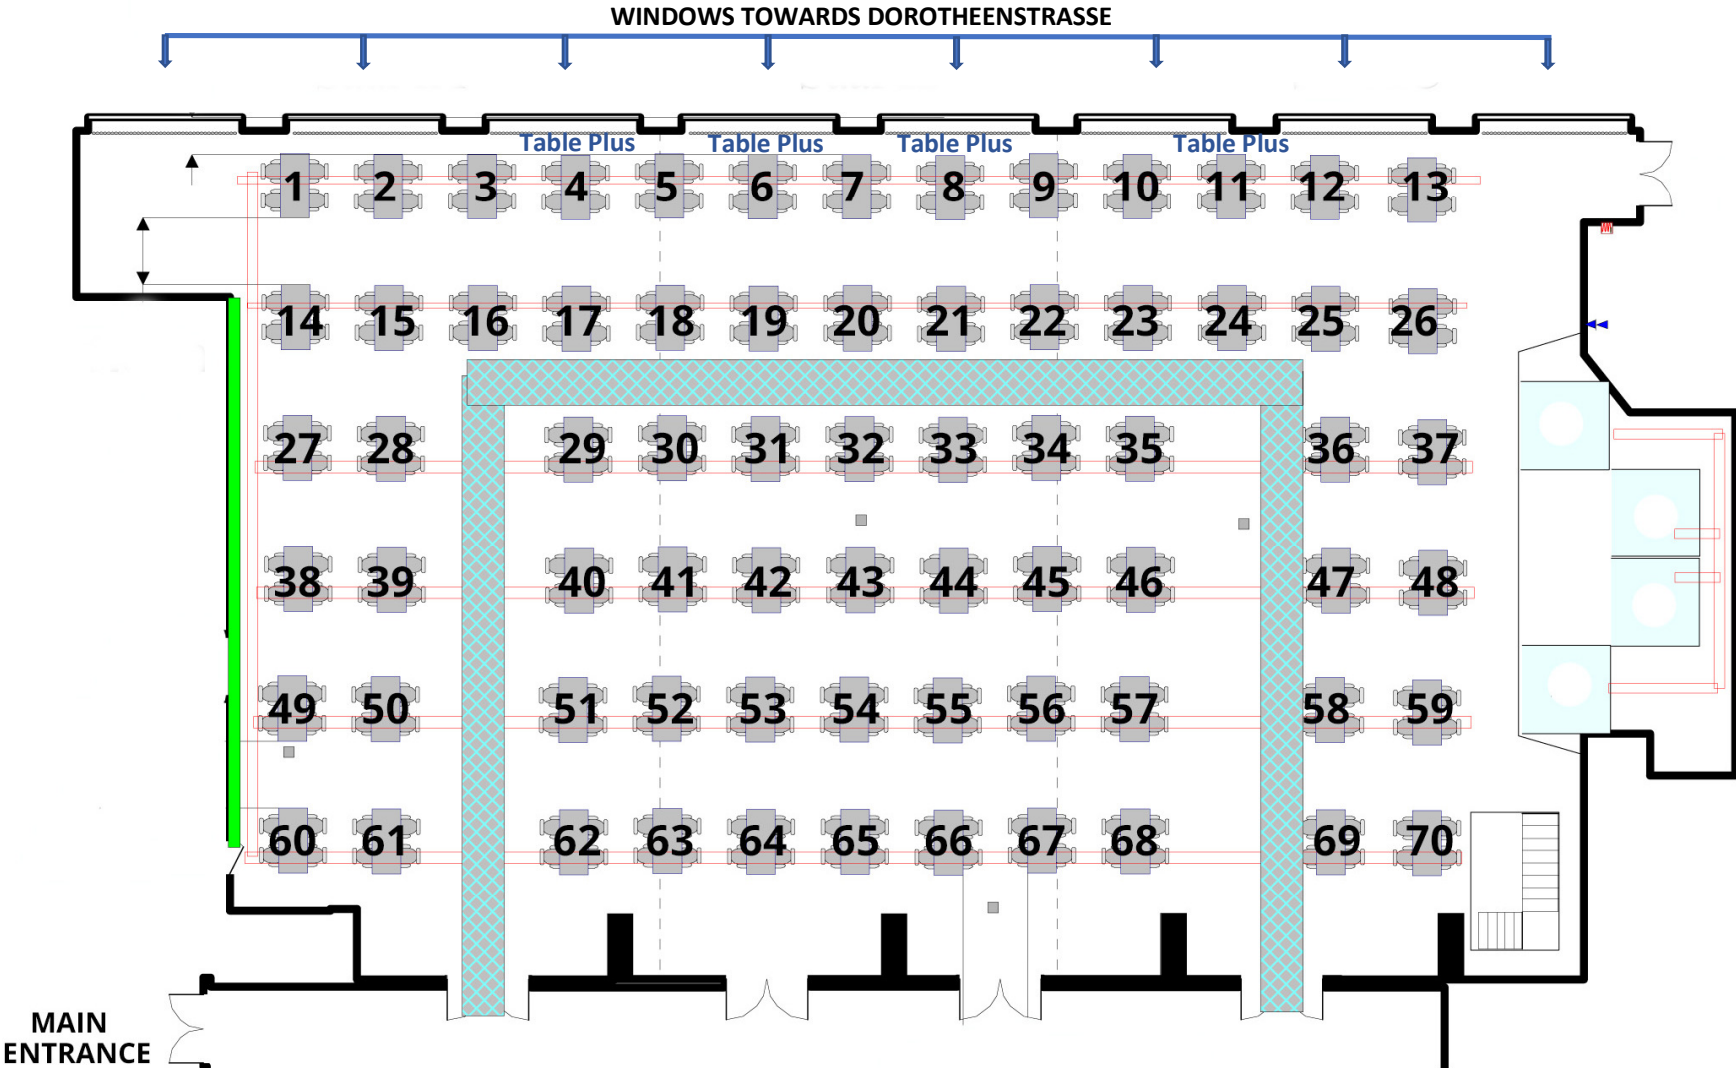 WINDOWS TOWARDS DOROTHEENSTRASSE
Table Plus Table Plus Table Plus Table Plus
1 2 3 4 5 6 7 8 9 10 11 12 13
14 15 16 17 18 19 20 21 22 23 24 25 26
27 28 29 30 31 32 33 34 35 36 37
38 39 40 41 42 43 44 45 46 47 48
49 50 51 52 53 54 55 56 57 58 59
60 61 62 63 64 65 66 67 68 69 70
MAIN
ENTRANCE